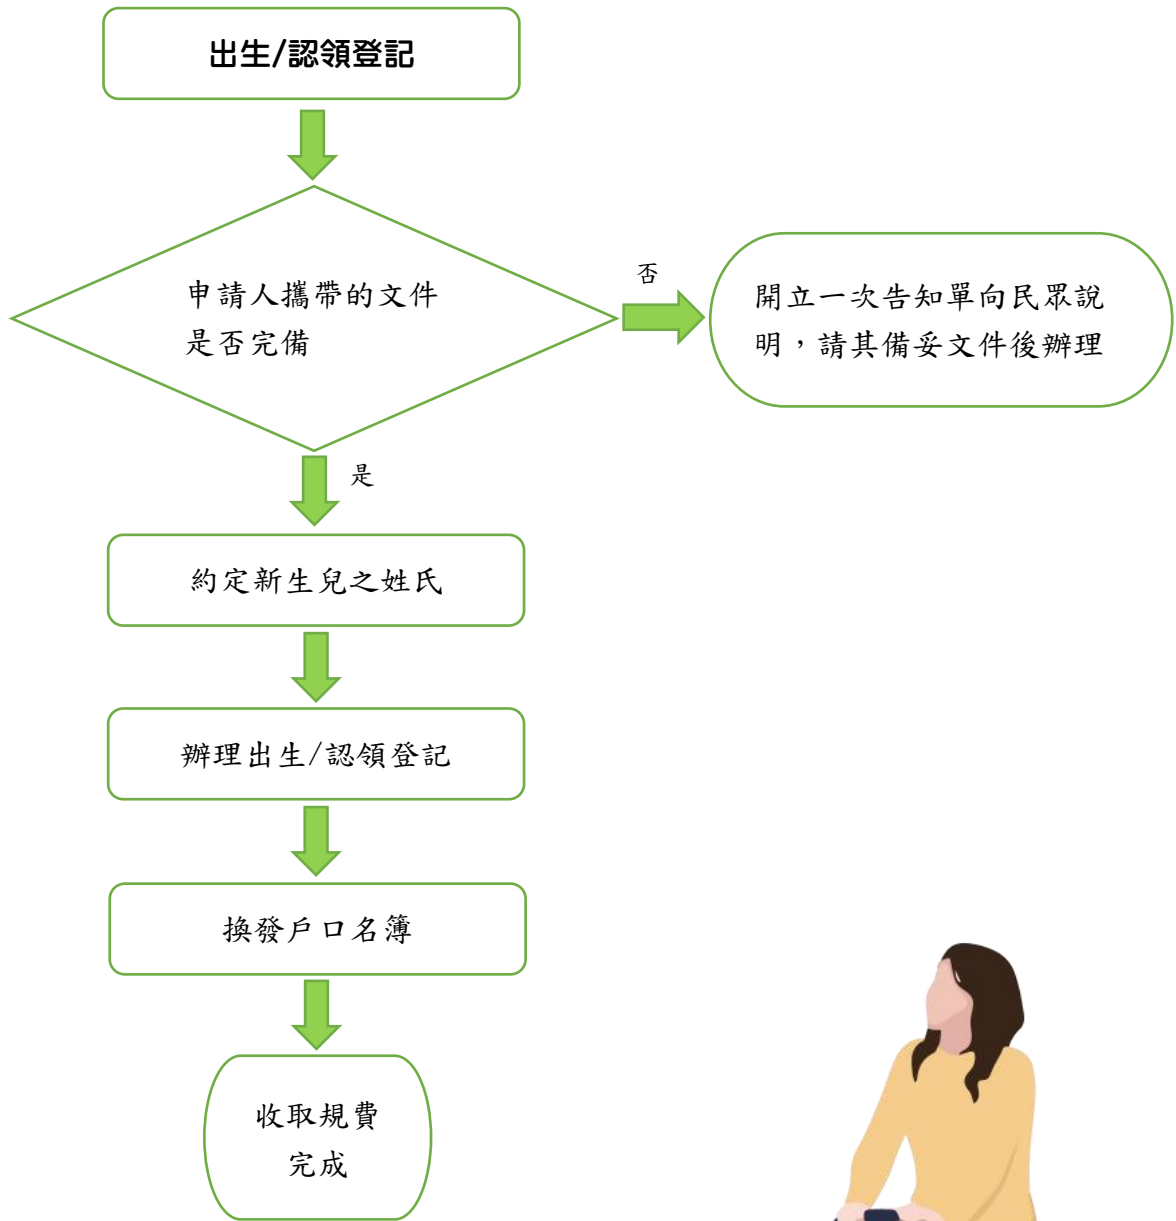 出生/認領登記
申請人攜帶的文件
是否完備
否
開立一次告知單向民眾說
明，請其備妥文件後辦理
是
約定新生兒之姓氏
辦理出生/認領登記
換發戶口名簿
收取規費
完成